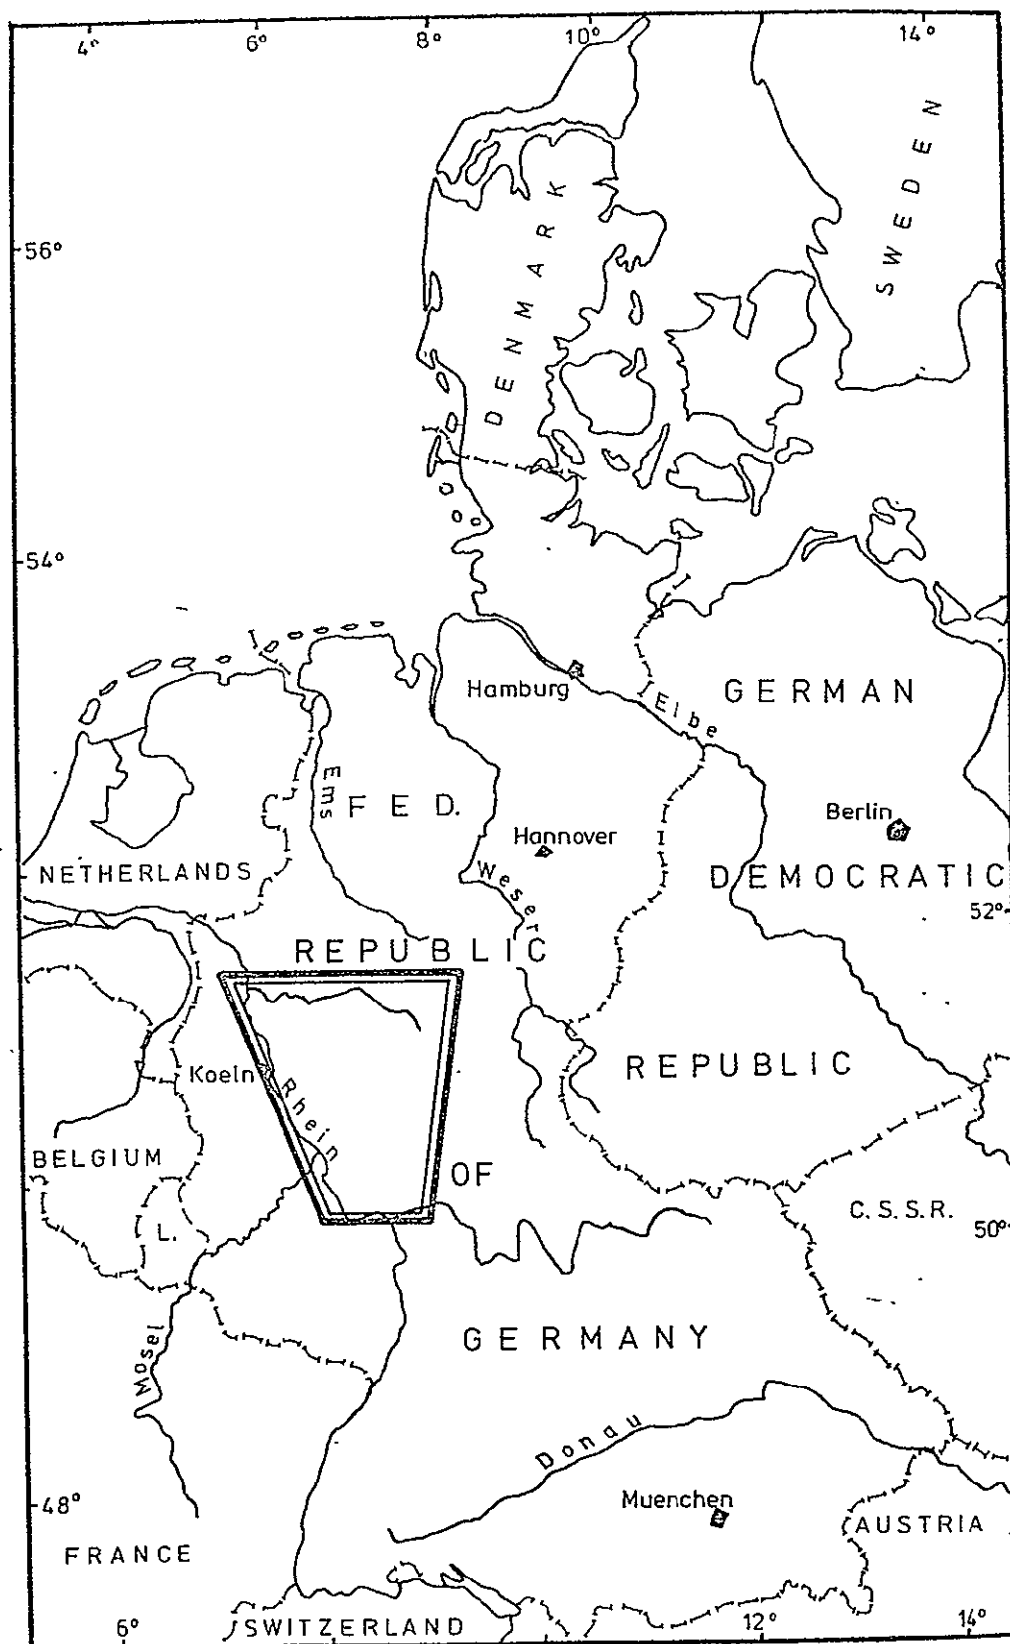 4° 6° 8° 10° 14°
SWEDEN
DENMARK
56°
54°
Hamburg
GERMAN
Elbe
Ems
FED.
Berlin
Hannover
NETHERLANDS
Weser
DEMOCRATIC
52°
REPUBLIC
Koeln
Rhein
REPUBLIC
BELGIUM
OF
L.
C.S.S.R.
50°
GERMANY
Mosel
Donau
48°
Muenchen
AUSTRIA
FRANCE
SWITZERLAND
6° 12° 14°